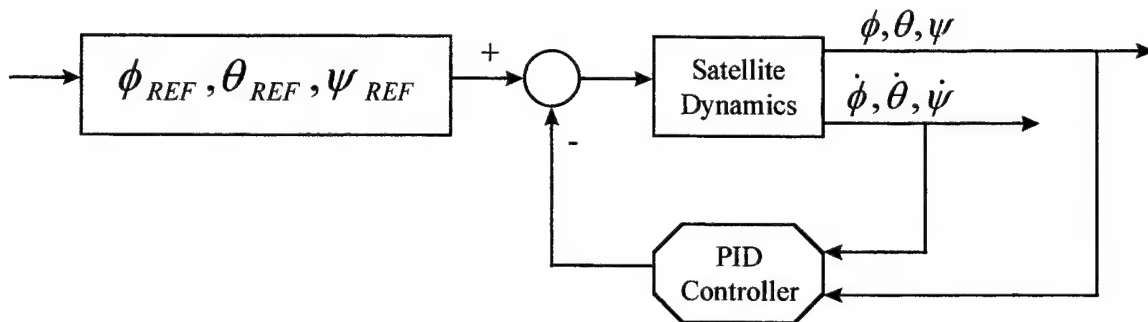 ϕ_REF, θ_REF, ψ_REF
+
-
Satellite
Dynamics
ϕ, θ, ψ
ϕ̇, θ̇, ψ̇
PID
Controller